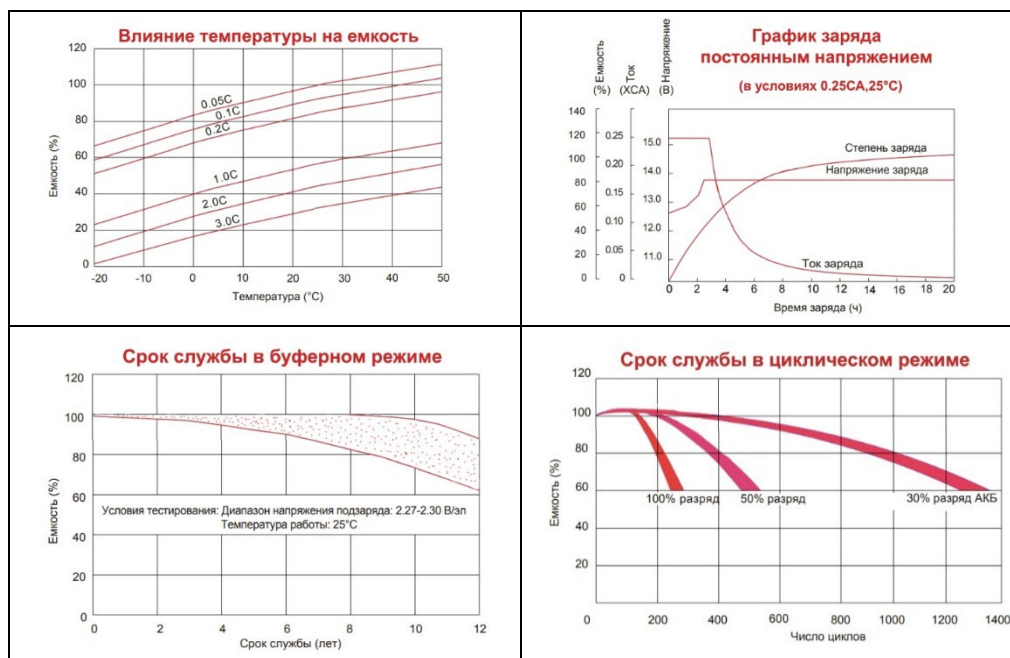 Влияние температуры на емкость
120
100
80
60
40
20
0
Емкость (%)
0.05C
0.1C
0.2C
1.0C
2.0C
3.0C
-20 -10 0 10 20 30 40 50
Температура (°C)
График заряда
постоянным напряжением
(в условиях 0.25CA,25°C)
Емкость
(%)
Ток
(XCA)
Напряжение
(В)
140
120
100
80
60
40
20
0
0.25
0.20
0.15
0.10
0.05
0
15.0
14.0
13.0
12.0
11.0
Степень заряда
Напряжение заряда
Ток заряда
0 2 4 6 8 10 12 14 16 18 20
Время заряда (ч)
Срок службы в буферном режиме
120
100
80
60
40
20
0
Емкость (%)
Условия тестирования: Диапазон напряжения подзаряда: 2.27-2.30 В/эл
Температура работы: 25°C
0 2 4 6 8 10 12
Срок службы (лет)
Срок службы в циклическом режиме
120
100
80
60
40
20
0
Емкость (%)
100% разряд
50% разряд
30% разряд АКБ
200 400 600 800 1000 1200 1400
Число циклов